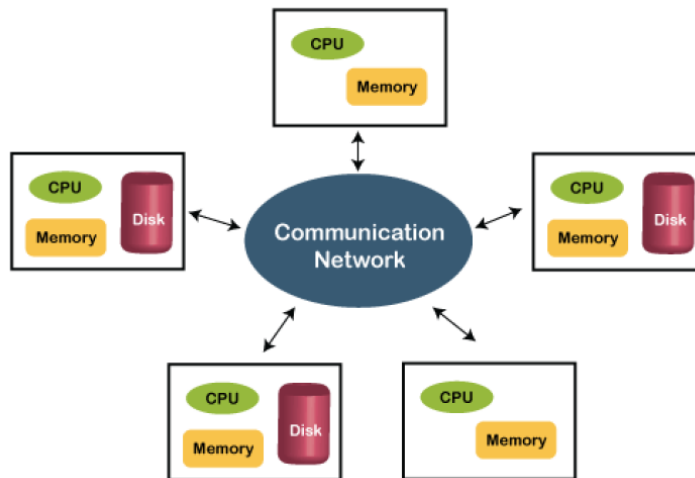 CPU
Memory
CPU
Memory
Disk
Communication
Network
CPU
Memory
Disk
CPU
Memory
Disk
CPU
Memory